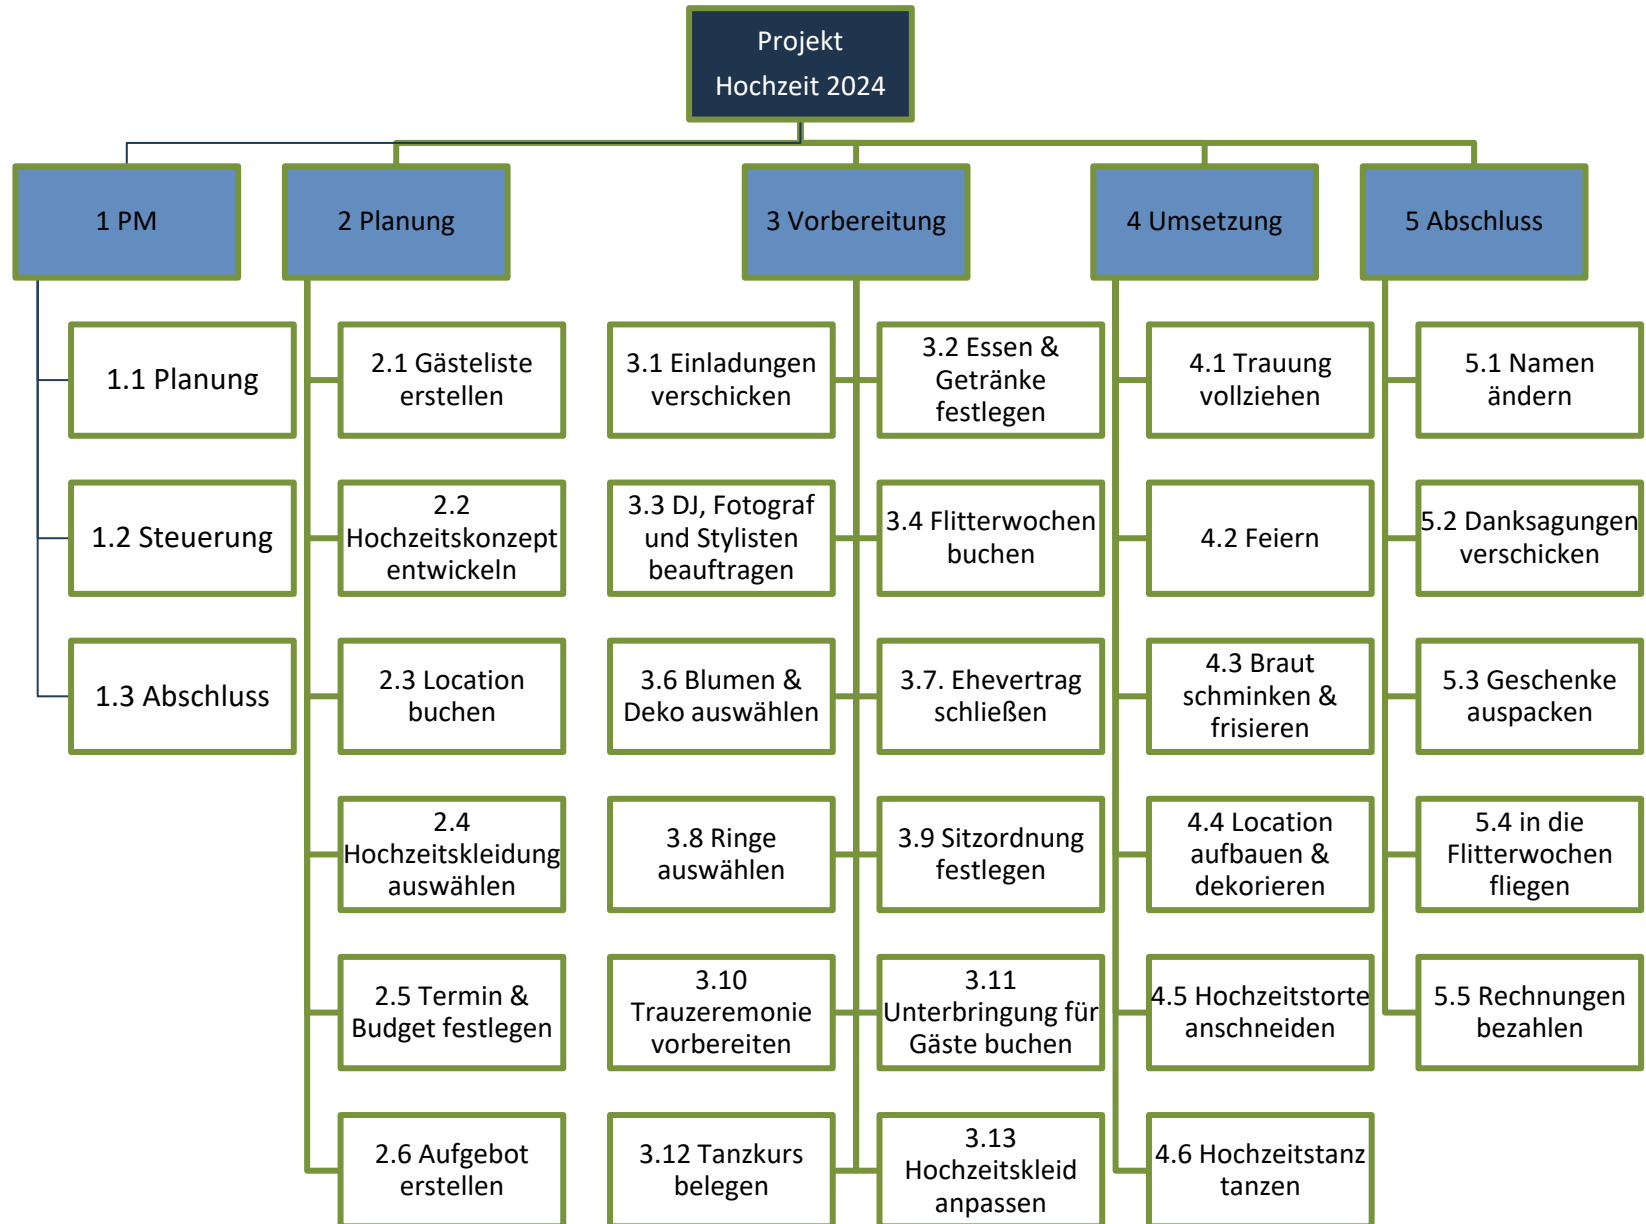 Projekt
Hochzeit 2024
1 PM
2 Planung
3 Vorbereitung
4 Umsetzung
5 Abschluss
1.1 Planung
1.2 Steuerung
1.3 Abschluss
2.1 Gästeliste
erstellen
2.2
Hochzeitskonzept
entwickeln
2.3 Location
buchen
2.4
Hochzeitskleidung
auswählen
2.5 Termin &
Budget festlegen
2.6 Aufgebot
erstellen
3.1 Einladungen
verschicken
3.2 Essen &
Getränke
festlegen
3.3 DJ, Fotograf
und Stylisten
beauftragen
3.4 Flitterwochen
buchen
3.6 Blumen &
Deko auswählen
3.7. Ehevertrag
schließen
3.8 Ringe
auswählen
3.9 Sitzordnung
festlegen
3.10
Trauzeremonie
vorbereiten
3.11
Unterbringung für
Gäste buchen
3.12 Tanzkurs
belegen
3.13
Hochzeitskleid
anpassen
4.1 Trauung
vollziehen
4.2 Feiern
4.3 Braut
schminken &
frisieren
4.4 Location
aufbauen &
dekorieren
4.5 Hochzeitstorte
anschneiden
4.6 Hochzeitstanz
tanzen
5.1 Namen
ändern
5.2 Danksagungen
verschicken
5.3 Geschenke
auspacken
5.4 in die
Flitterwochen
fliegen
5.5 Rechnungen
bezahlen